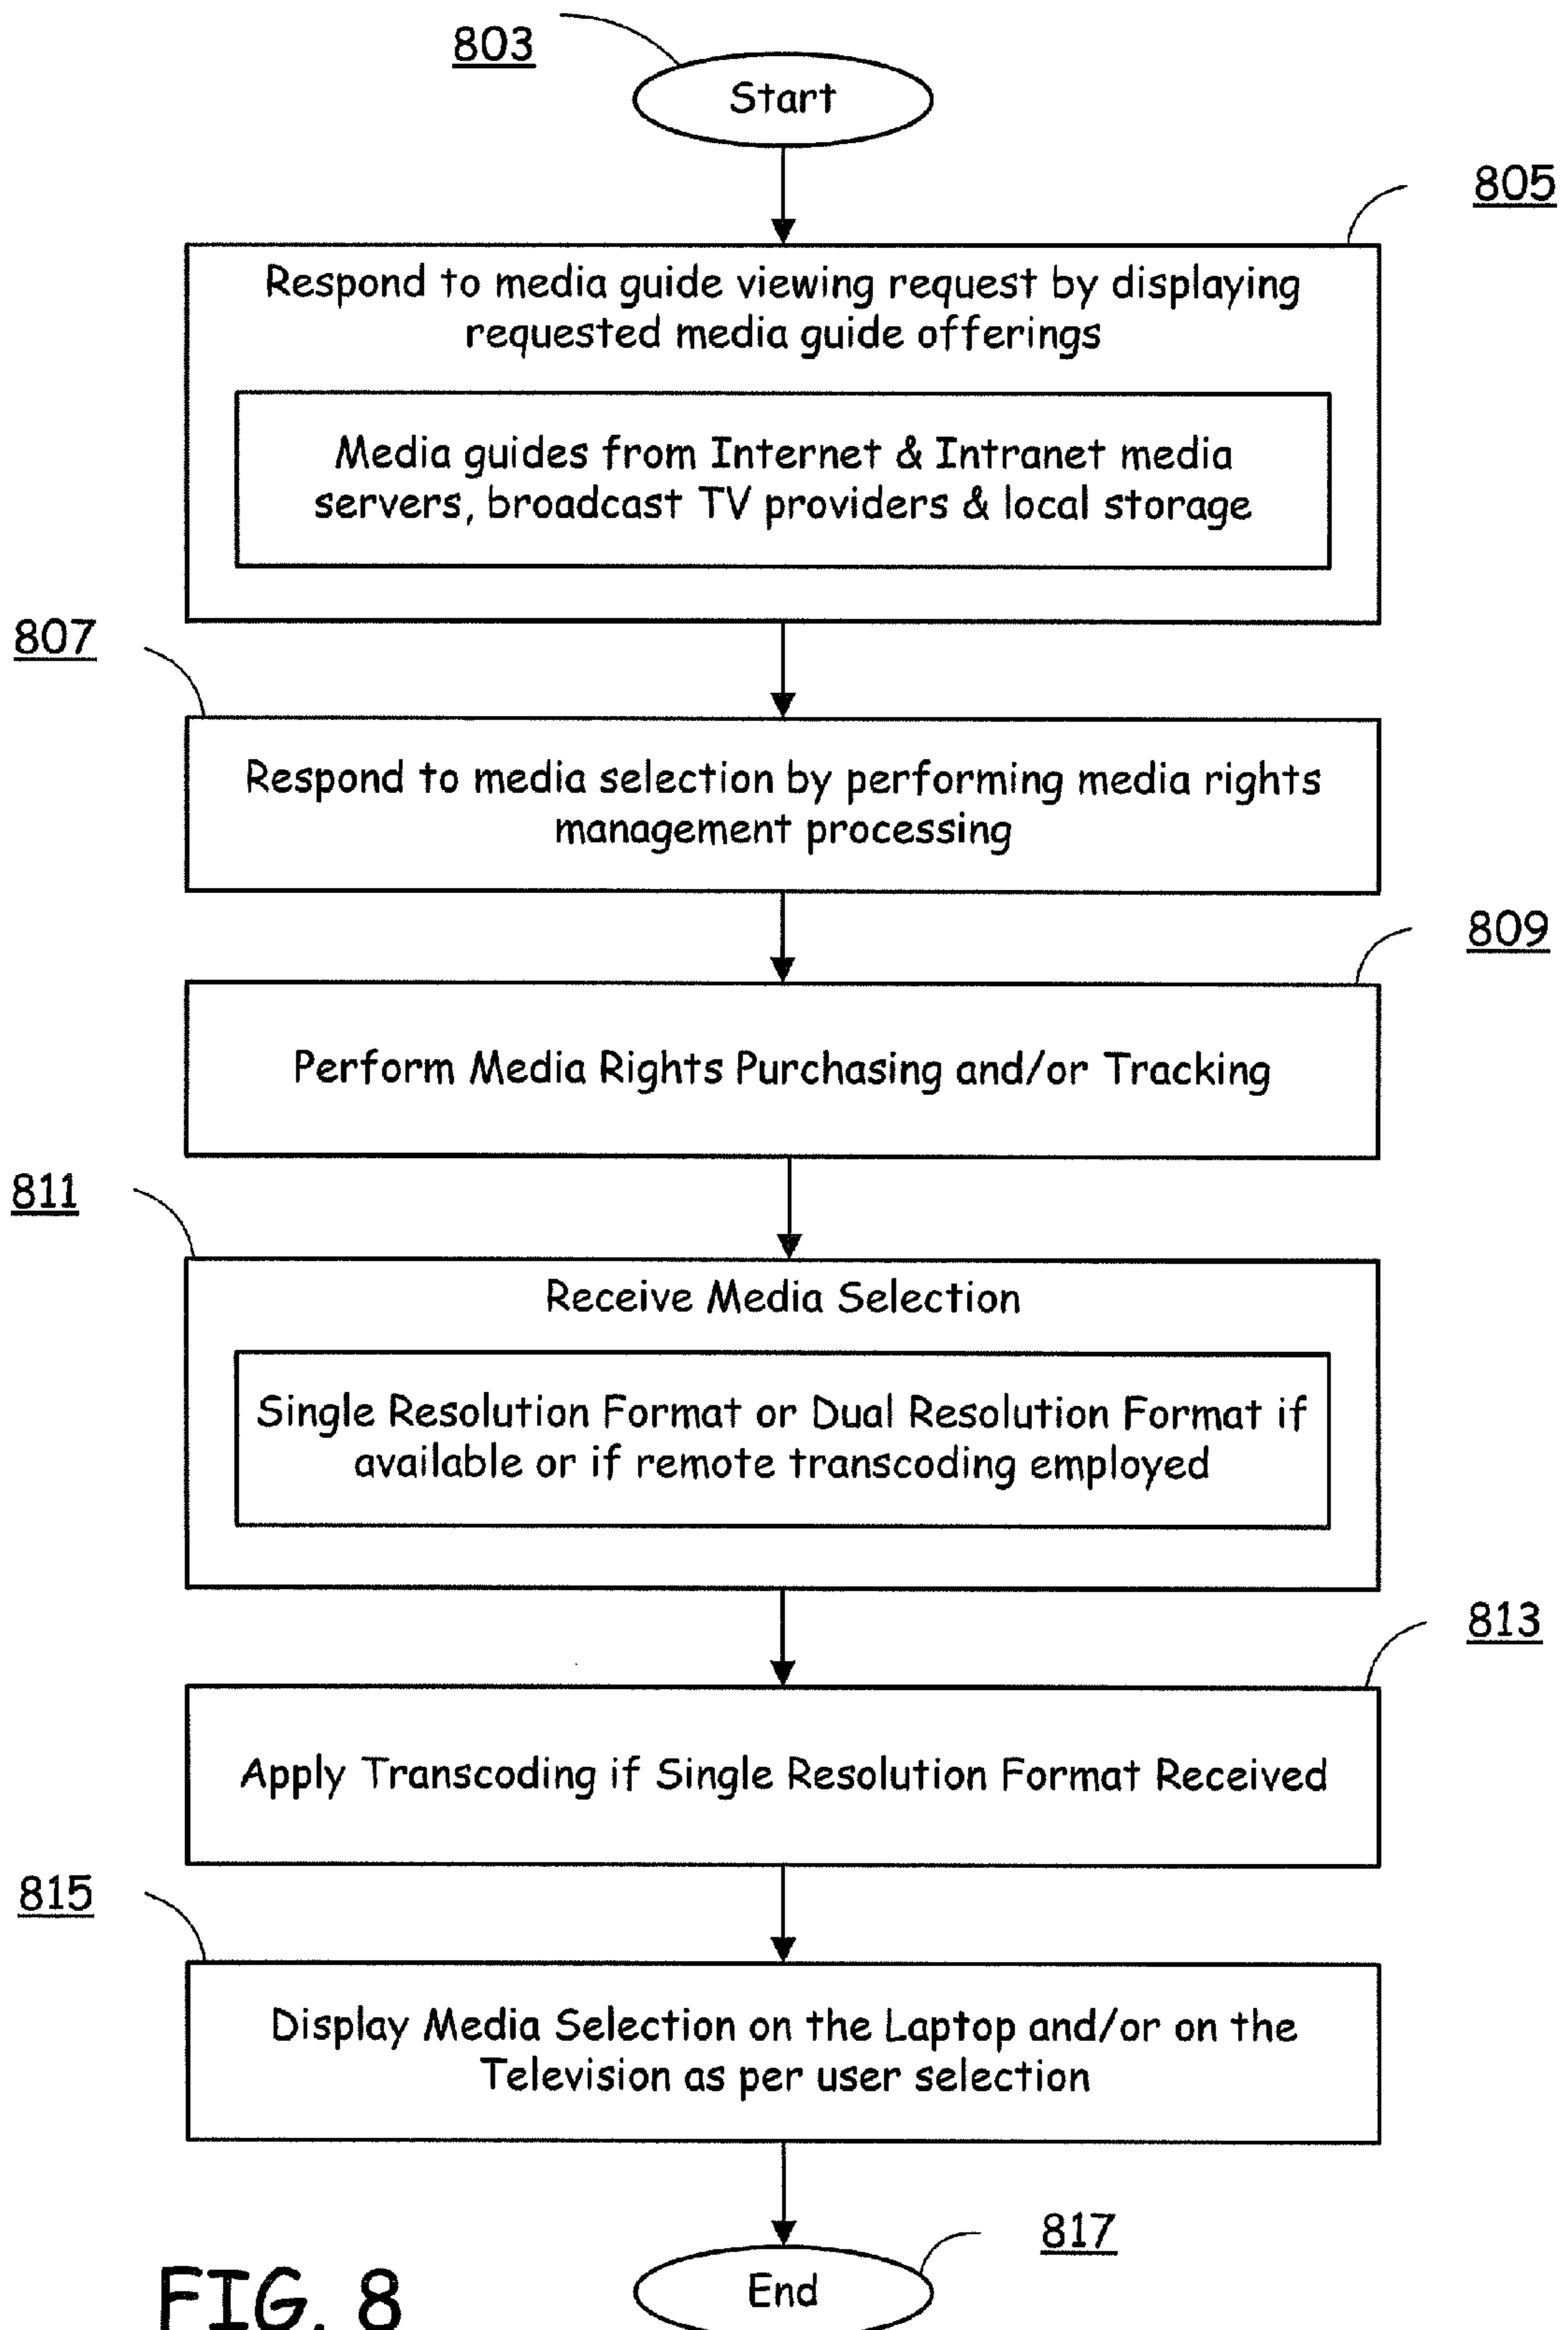 803
Start
805
Respond to media guide viewing request by displaying
requested media guide offerings
Media guides from Internet & Intranet media
servers, broadcast TV providers & local storage
807
Respond to media selection by performing media rights
management processing
809
Perform Media Rights Purchasing and/or Tracking
811
Receive Media Selection
Single Resolution Format or Dual Resolution Format if
available or if remote transcoding employed
813
Apply Transcoding if Single Resolution Format Received
815
Display Media Selection on the Laptop and/or on the
Television as per user selection
817
End
FIG. 8